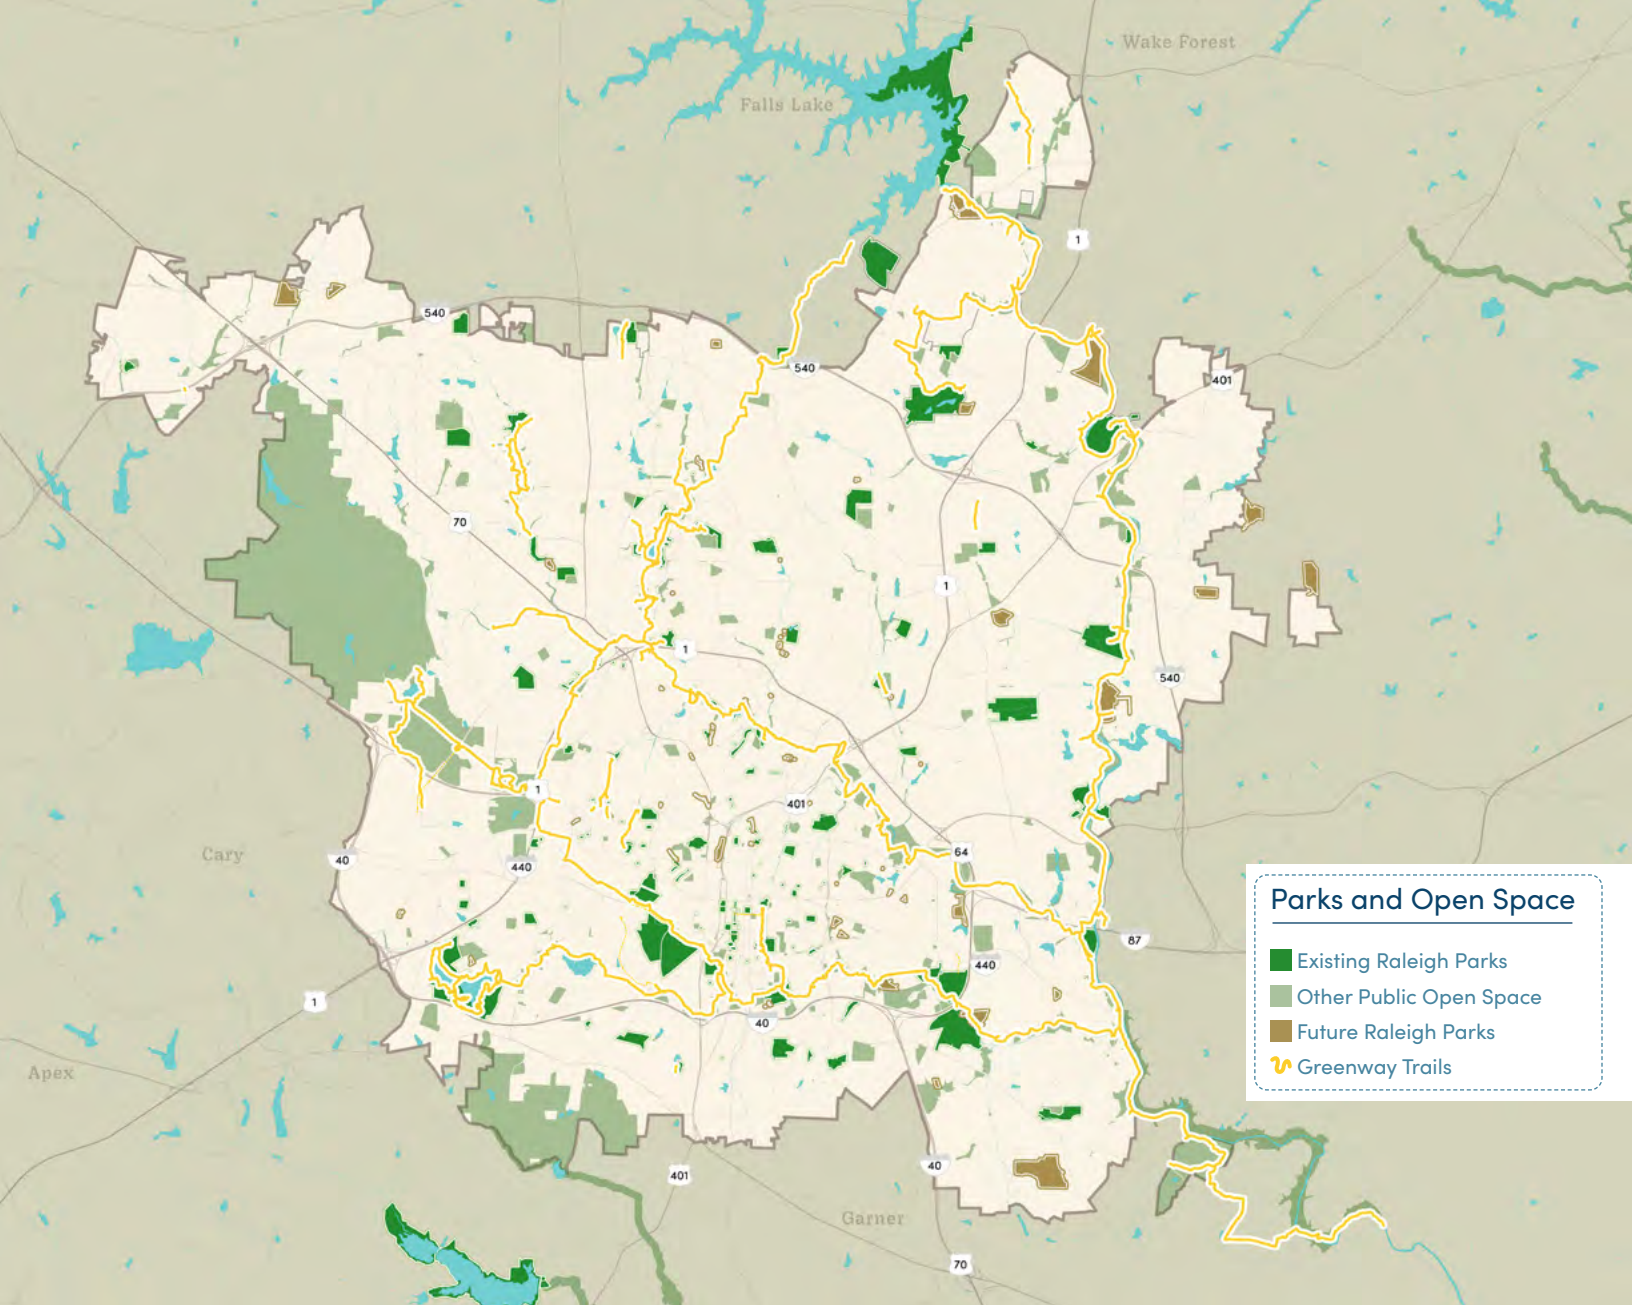 Wake Forest
Falls Lake
1
540
540
401
70
1
1
540
1
401
40
440
64
87
440
Cary
1
40
Apex
401
40
Garner
70
Parks and Open Space
Existing Raleigh Parks
Other Public Open Space
Future Raleigh Parks
Greenway Trails